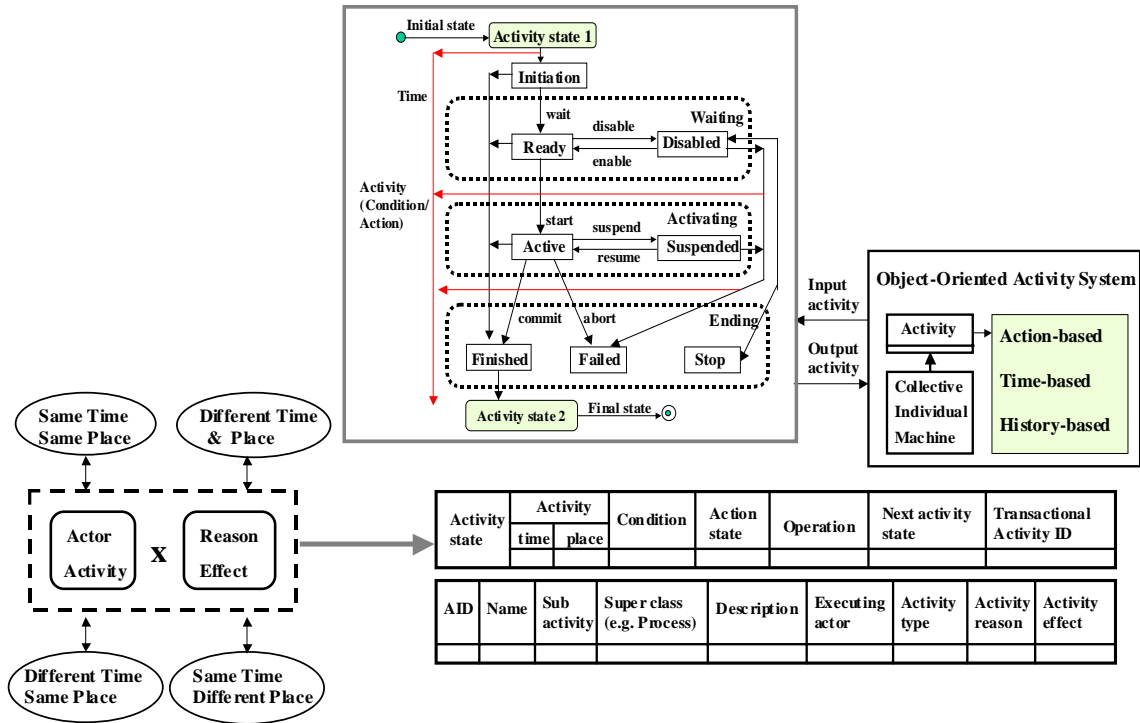 Initial state
Activity state 1
Time
Initiation
wait
Waiting
disable
Ready
Disabled
enable
Activity
(Condition/
Action)
Activating
start
suspend
Active
Suspended
resume
Ending
commit
abort
Finished
Failed
Stop
Activity state 2
Final state
Input
activity
Output
activity
Object-Oriented Activity System
Activity
Collective
Individual
Machine
Action-based
Time-based
History-based
Same Time
Same Place
Different Time
& Place
Actor
Activity
x
Reason
Effect
Different Time
Same Place
Same Time
Different Place
Activity
state
Activity
time
place
Condition
Action
state
Operation
Next activity
state
Transactional
Activity ID
AID
Name
Sub
activity
Super class
(e.g. Process)
Description
Executing
actor
Activity
type
Activity
reason
Activity
effect